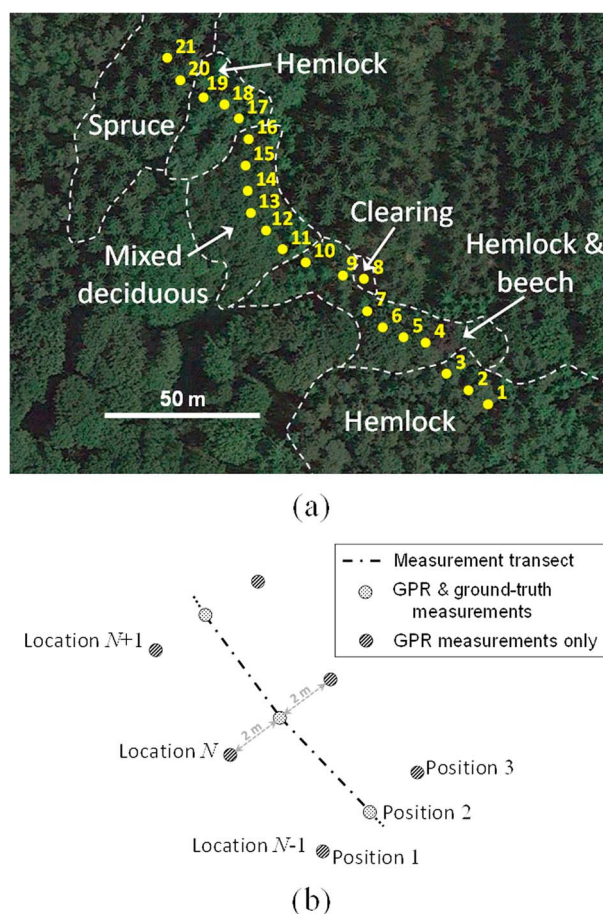 21
20
19
18
17
16
15
14
13
12
11
10
9
8
7
6
5
4
3
2
1
Hemlock
Spruce
Clearing
Mixed
deciduous
Hemlock &
beech
50 m
Hemlock
(a)
Measurement transect
GPR & ground-truth
measurements
GPR measurements only
Location N+1
2 m
2 m
Location N
Position 3
Position 2
Location N-1
Position 1
(b)